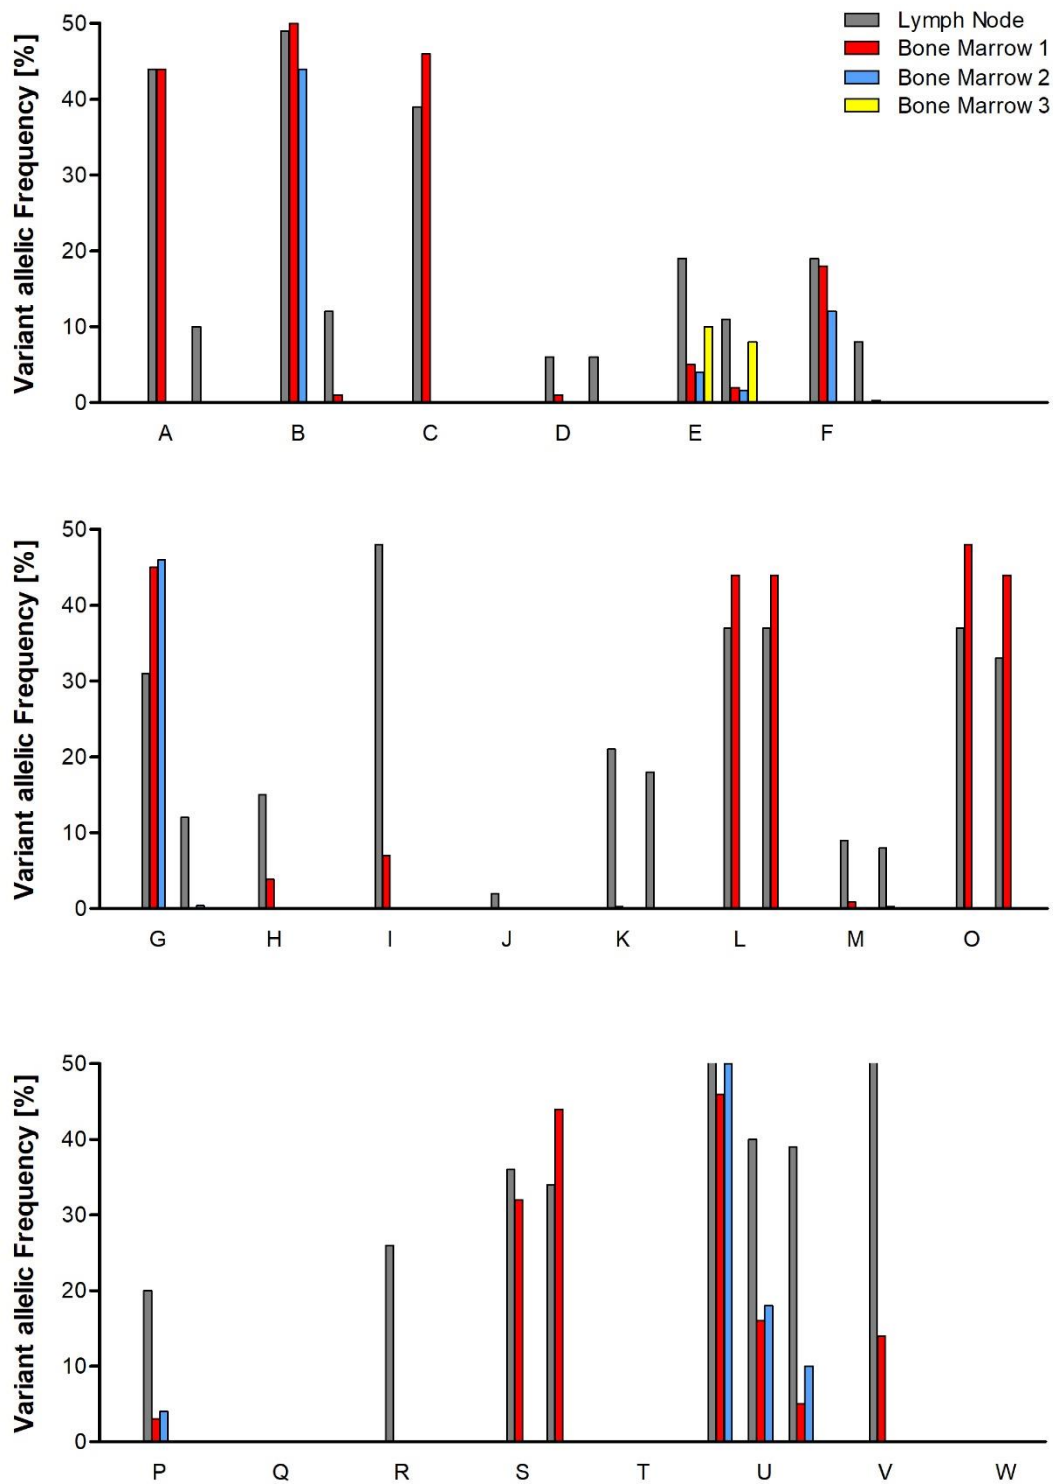 Variant allelic Frequency [%]
50
40
30
20
10
0
Lymph Node
Bone Marrow 1
Bone Marrow 2
Bone Marrow 3
A B C D E F
Variant allelic Frequency [%]
50
40
30
20
10
0
G H I J K L M O
Variant allelic Frequency [%]
50
40
30
20
10
0
P Q R S T U V W